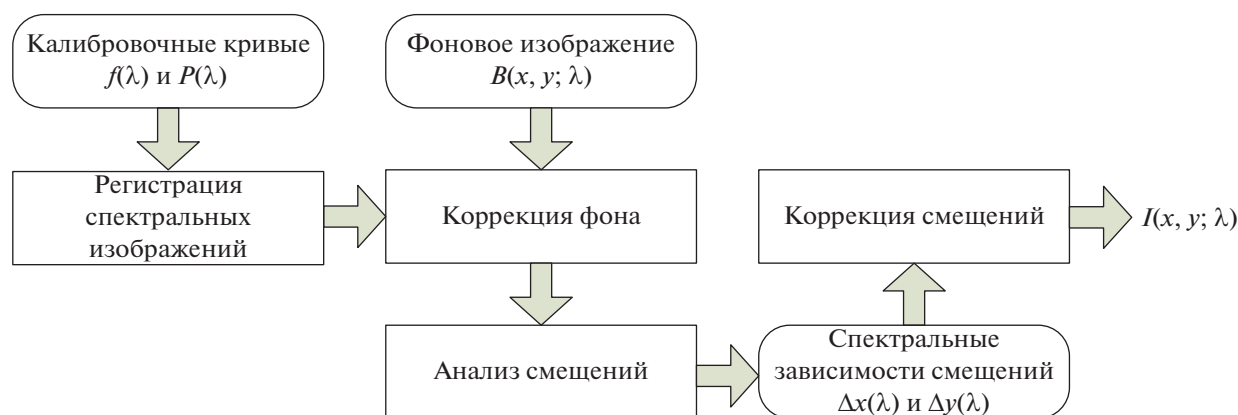 Калибровочные кривые
f(λ) и P(λ)
Фоновое изображение
B(x, y; λ)
Регистрация
спектральных
изображений
Коррекция фона
Коррекция смещений
I(x, y; λ)
Анализ смещений
Спектральные
зависимости смещений
Δx(λ) и Δy(λ)